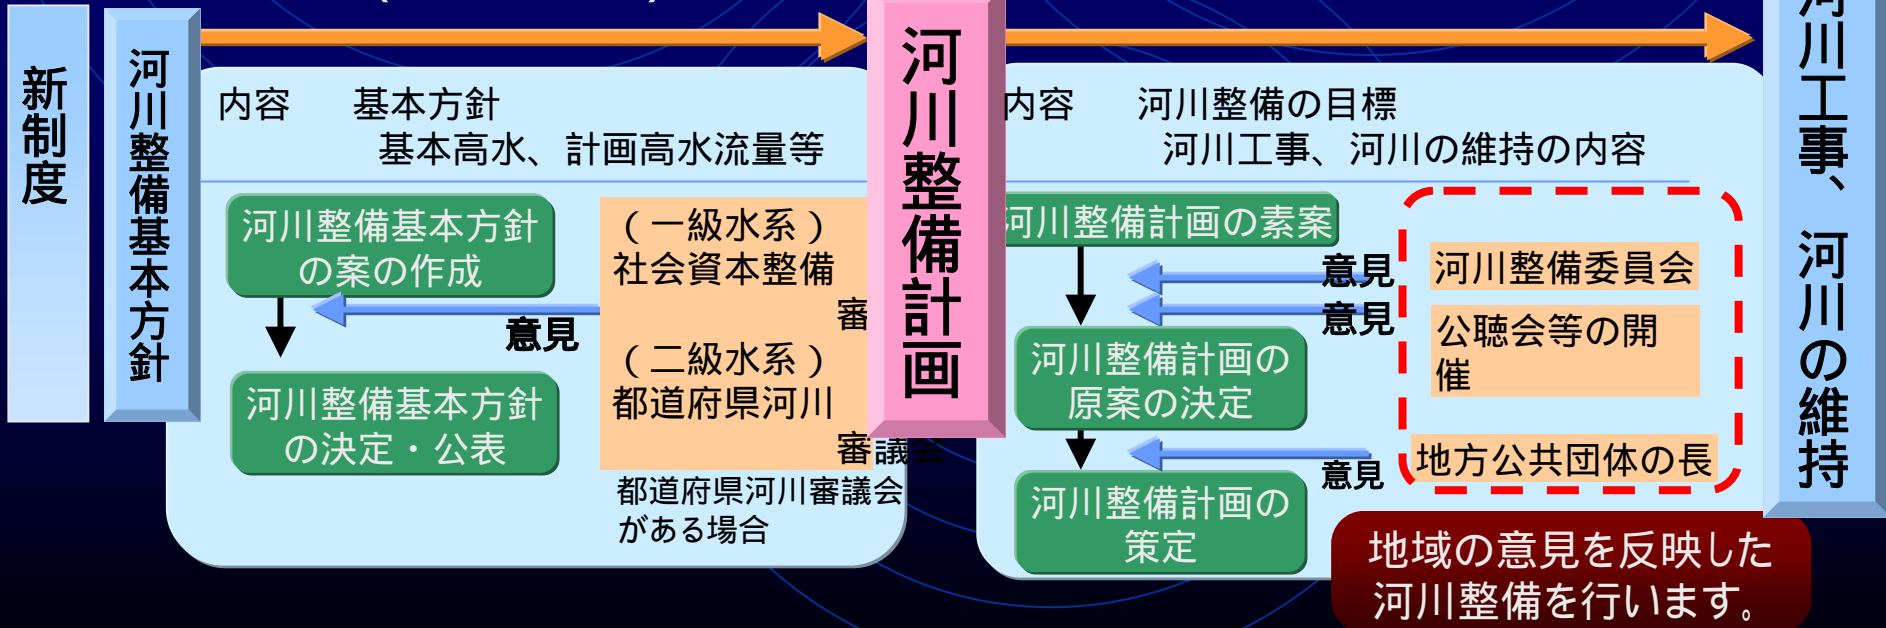 新制度
河川整備基本方針
内容　基本方針
基本高水、計画高水流量等
河川整備基本方針
の案の作成
意見
河川整備基本方針
の決定・公表
（一級水系）
社会資本整備
審
（二級水系）
都道府県河川
審議会
都道府県河川審議会
がある場合
河川整備計画
内容　河川整備の目標
河川工事、河川の維持の内容
河川整備計画の素案
意見
意見
河川整備計画の
原案の決定
意見
河川整備計画の
策定
河川整備委員会
公聴会等の開
催
地方公共団体の長
河川工事、河川の維持
地域の意見を反映した
河川整備を行います。